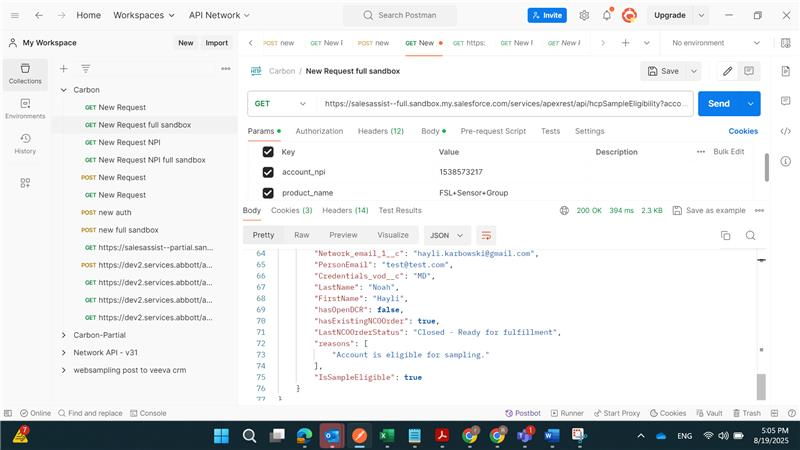 Home
Workspaces
API Network
Search Postman
Invite
Upgrade
My Workspace
New
Import
POST new
GET New F
POST new
GET New
GET https:
GET New F
GET New F
No environment
Collections
Environments
History
Carbon
GET New Request
GET New Request full sandbox
GET New Request NPI
GET New Request NPI full sandbox
POST New Request
GET New Request
POST new auth
POST new full sandbox
GET https://salesassist--partial.san...
POST https://dev2.services.abbott/a...
GET https://dev2.services.abbott/a...
GET https://dev2.services.abbott/a...
GET https://dev2.services.abbott/a...
Carbon-Partial
Network API - v31
websampling post to veeva crm
HTTP
Carbon / New Request full sandbox
Save
GET
https://salesassist--full.sandbox.my.salesforce.com/services/apexrest/api/hcpSampleEligibility?acco...
Send
Params
Authorization
Headers (12)
Body
Pre-request Script
Tests
Settings
Cookies
Key
Value
Description
Bulk Edit
account_npi
1538573217
product_name
FSL+Sensor+Group
Body
Cookies (3)
Headers (14)
Test Results
200 OK
394 ms
2.3 KB
Save as example
Pretty
Raw
Preview
Visualize
JSON
64 "Network_email_1__c": "hayli.karbowski@gmail.com",
65 "PersonEmail": "test@test.com",
66 "Credentials_vod__c": "MD",
67 "LastName": "Noah",
68 "FirstName": "Hayli",
69 "hasOpenDCR": false,
70 "hasExistingNCOOrder": true,
71 "LastNCOOrderStatus": "Closed - Ready for fulfillment",
72 "reasons": [
73 "Account is eligible for sampling."
74 ],
75 "IsSampleEligible": true
76 }
77 }
Online
Find and replace
Console
Postbot
Runner
Start Proxy
Cookies
Vault
Trash
7
1
ENG
5:05 PM
8/19/2025